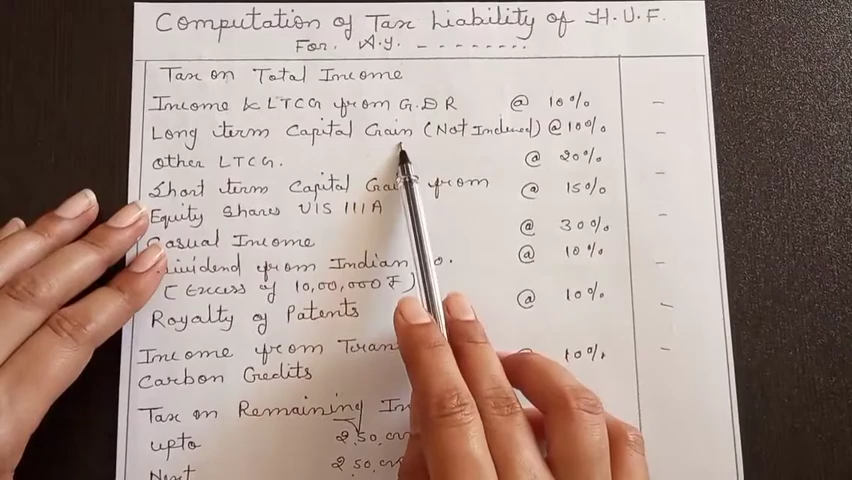 Computation of Tax Liability of H.U.F.
For. A.y. - - - - - - - -
Tax on Total Income
Income & LTCG from G.DR @ 10% -
Long term Capital Gain (Not Indexed) @ 10% -
Other LTCG. @ 20% -
Short term Capital from @ 15%
Equity Shares U/S 111A -
@ 30%
Casual Income @ 10%
Dividend from Indian -
(Excess of 10,00,000 ₹)
Royalty of Patents @ 10% -
Income from @ 10% -
Carbon Credits
Tax on Remaining
upto 2,50,
Next 2,50,